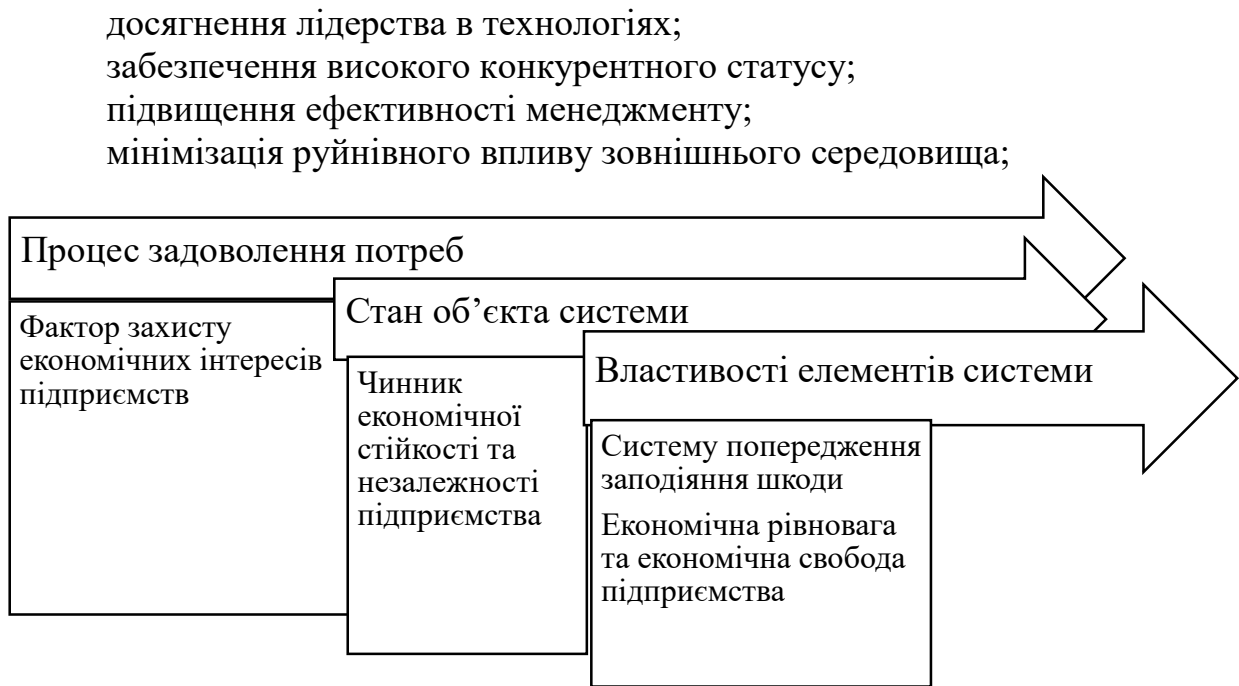 досягнення лідерства в технологіях;
забезпечення високого конкурентного статусу;
підвищення ефективності менеджменту;
мінімізація руйнівного впливу зовнішнього середовища;
Процес задоволення потреб
Фактор захисту
економічних інтересів
підприємств
Стан об’єкта системи
Чинник
економічної
стійкості та
незалежності
підприємства
Властивості елементів системи
Систему попередження
заподіяння шкоди
Економічна рівновага
та економічна свобода
підприємства